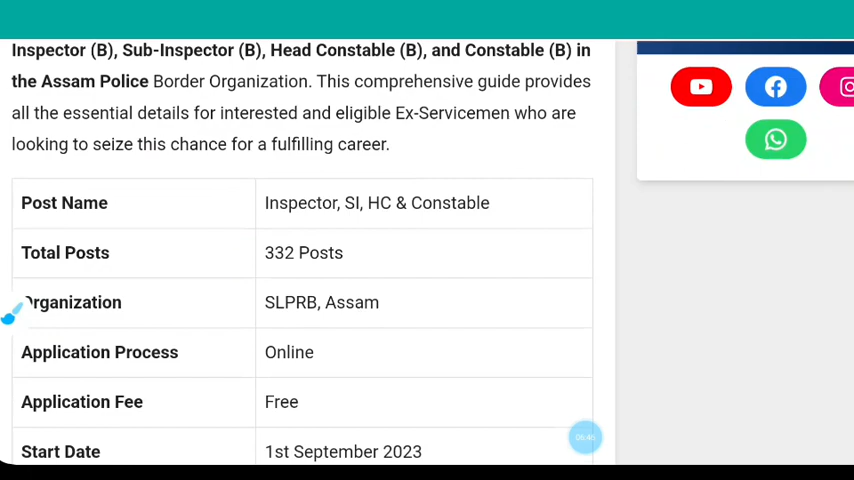 Inspector (B), Sub-Inspector (B), Head Constable (B), and Constable (B) in
the Assam Police Border Organization. This comprehensive guide provides
all the essential details for interested and eligible Ex-Servicemen who are
looking to seize this chance for a fulfilling career.
Post Name Inspector, SI, HC & Constable
Total Posts 332 Posts
Organization SLPRB, Assam
Application Process Online
Application Fee Free
Start Date 1st September 2023
06:46